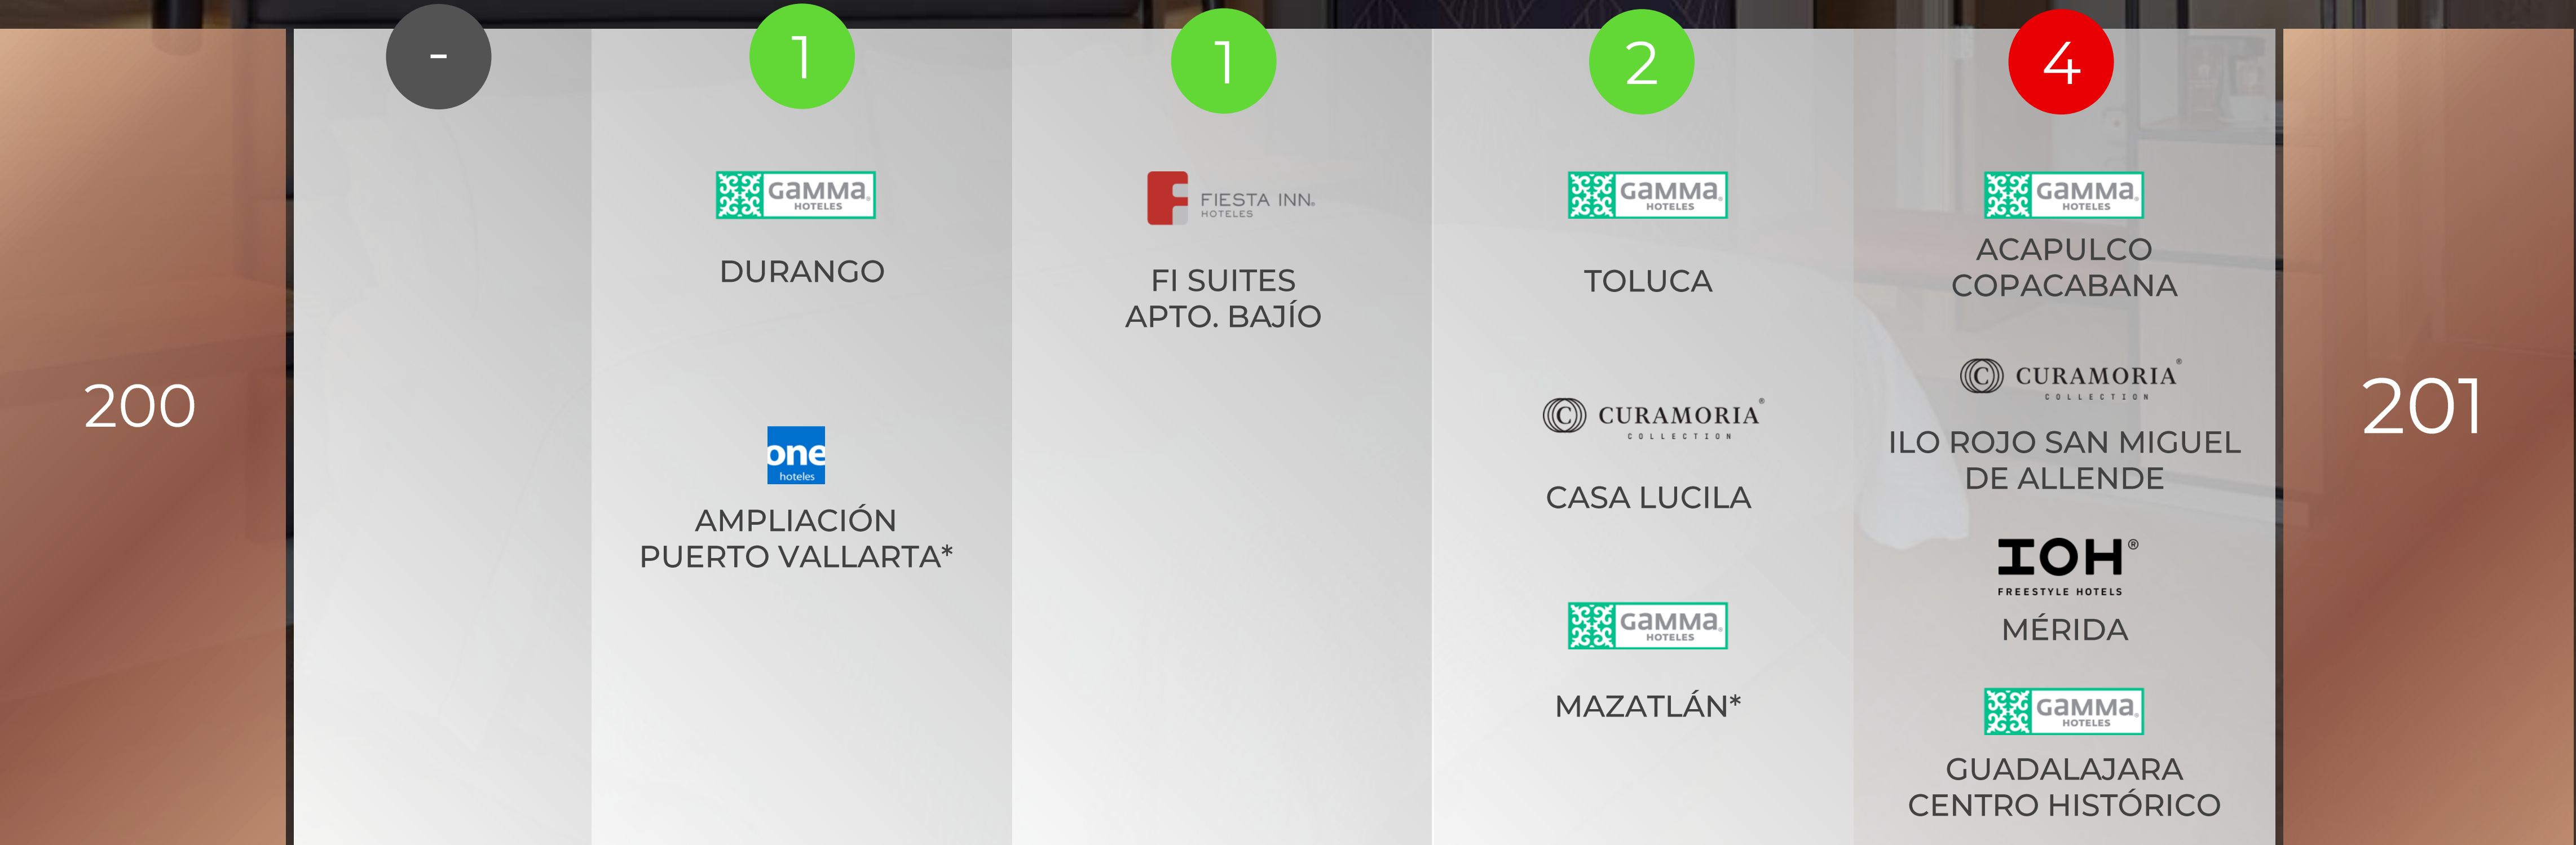 200
-
1
GAMMA®
HOTELES
DURANGO
one
hoteles
AMPLIACIÓN
PUERTO VALLARTA*
1
FIESTA INN®
HOTELES
FI SUITES
APTO. BAJÍO
2
GAMMA®
HOTELES
TOLUCA
C CURAMORIA®
COLLECTION
CASA LUCILA
GAMMA®
HOTELES
MAZATLÁN*
4
GAMMA®
HOTELES
ACAPULCO
COPACABANA
C CURAMORIA®
COLLECTION
ILO ROJO SAN MIGUEL
DE ALLENDE
IOH®
FREESTYLE HOTELS
MÉRIDA
GAMMA®
HOTELES
GUADALAJARA
CENTRO HISTÓRICO
201